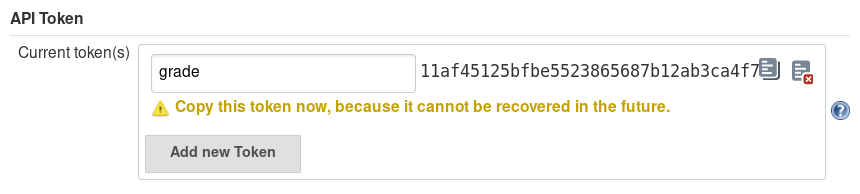 API Token
Current token(s)
grade 11af45125bfbe5523865687b12ab3ca4f7
Copy this token now, because it cannot be recovered in the future.
Add new Token